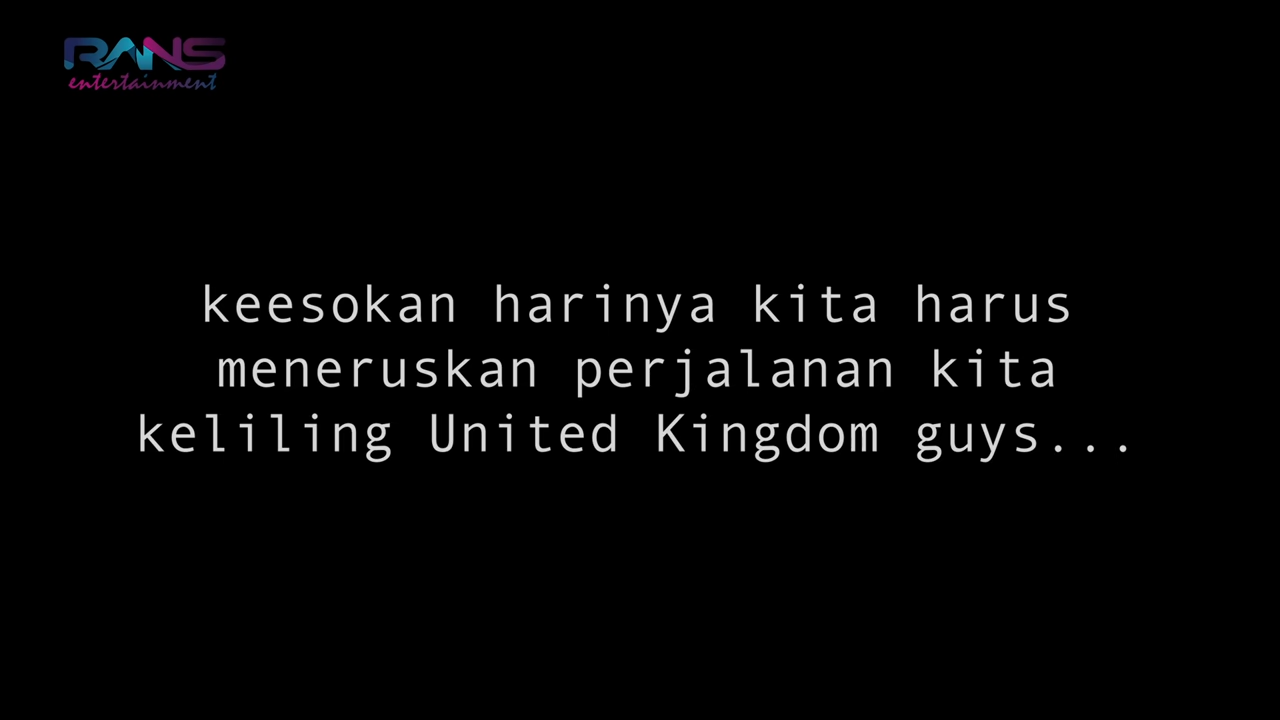 RANS
entertainment
keesokan harinya kita harus
meneruskan perjalanan kita
keliling United Kingdom guys...